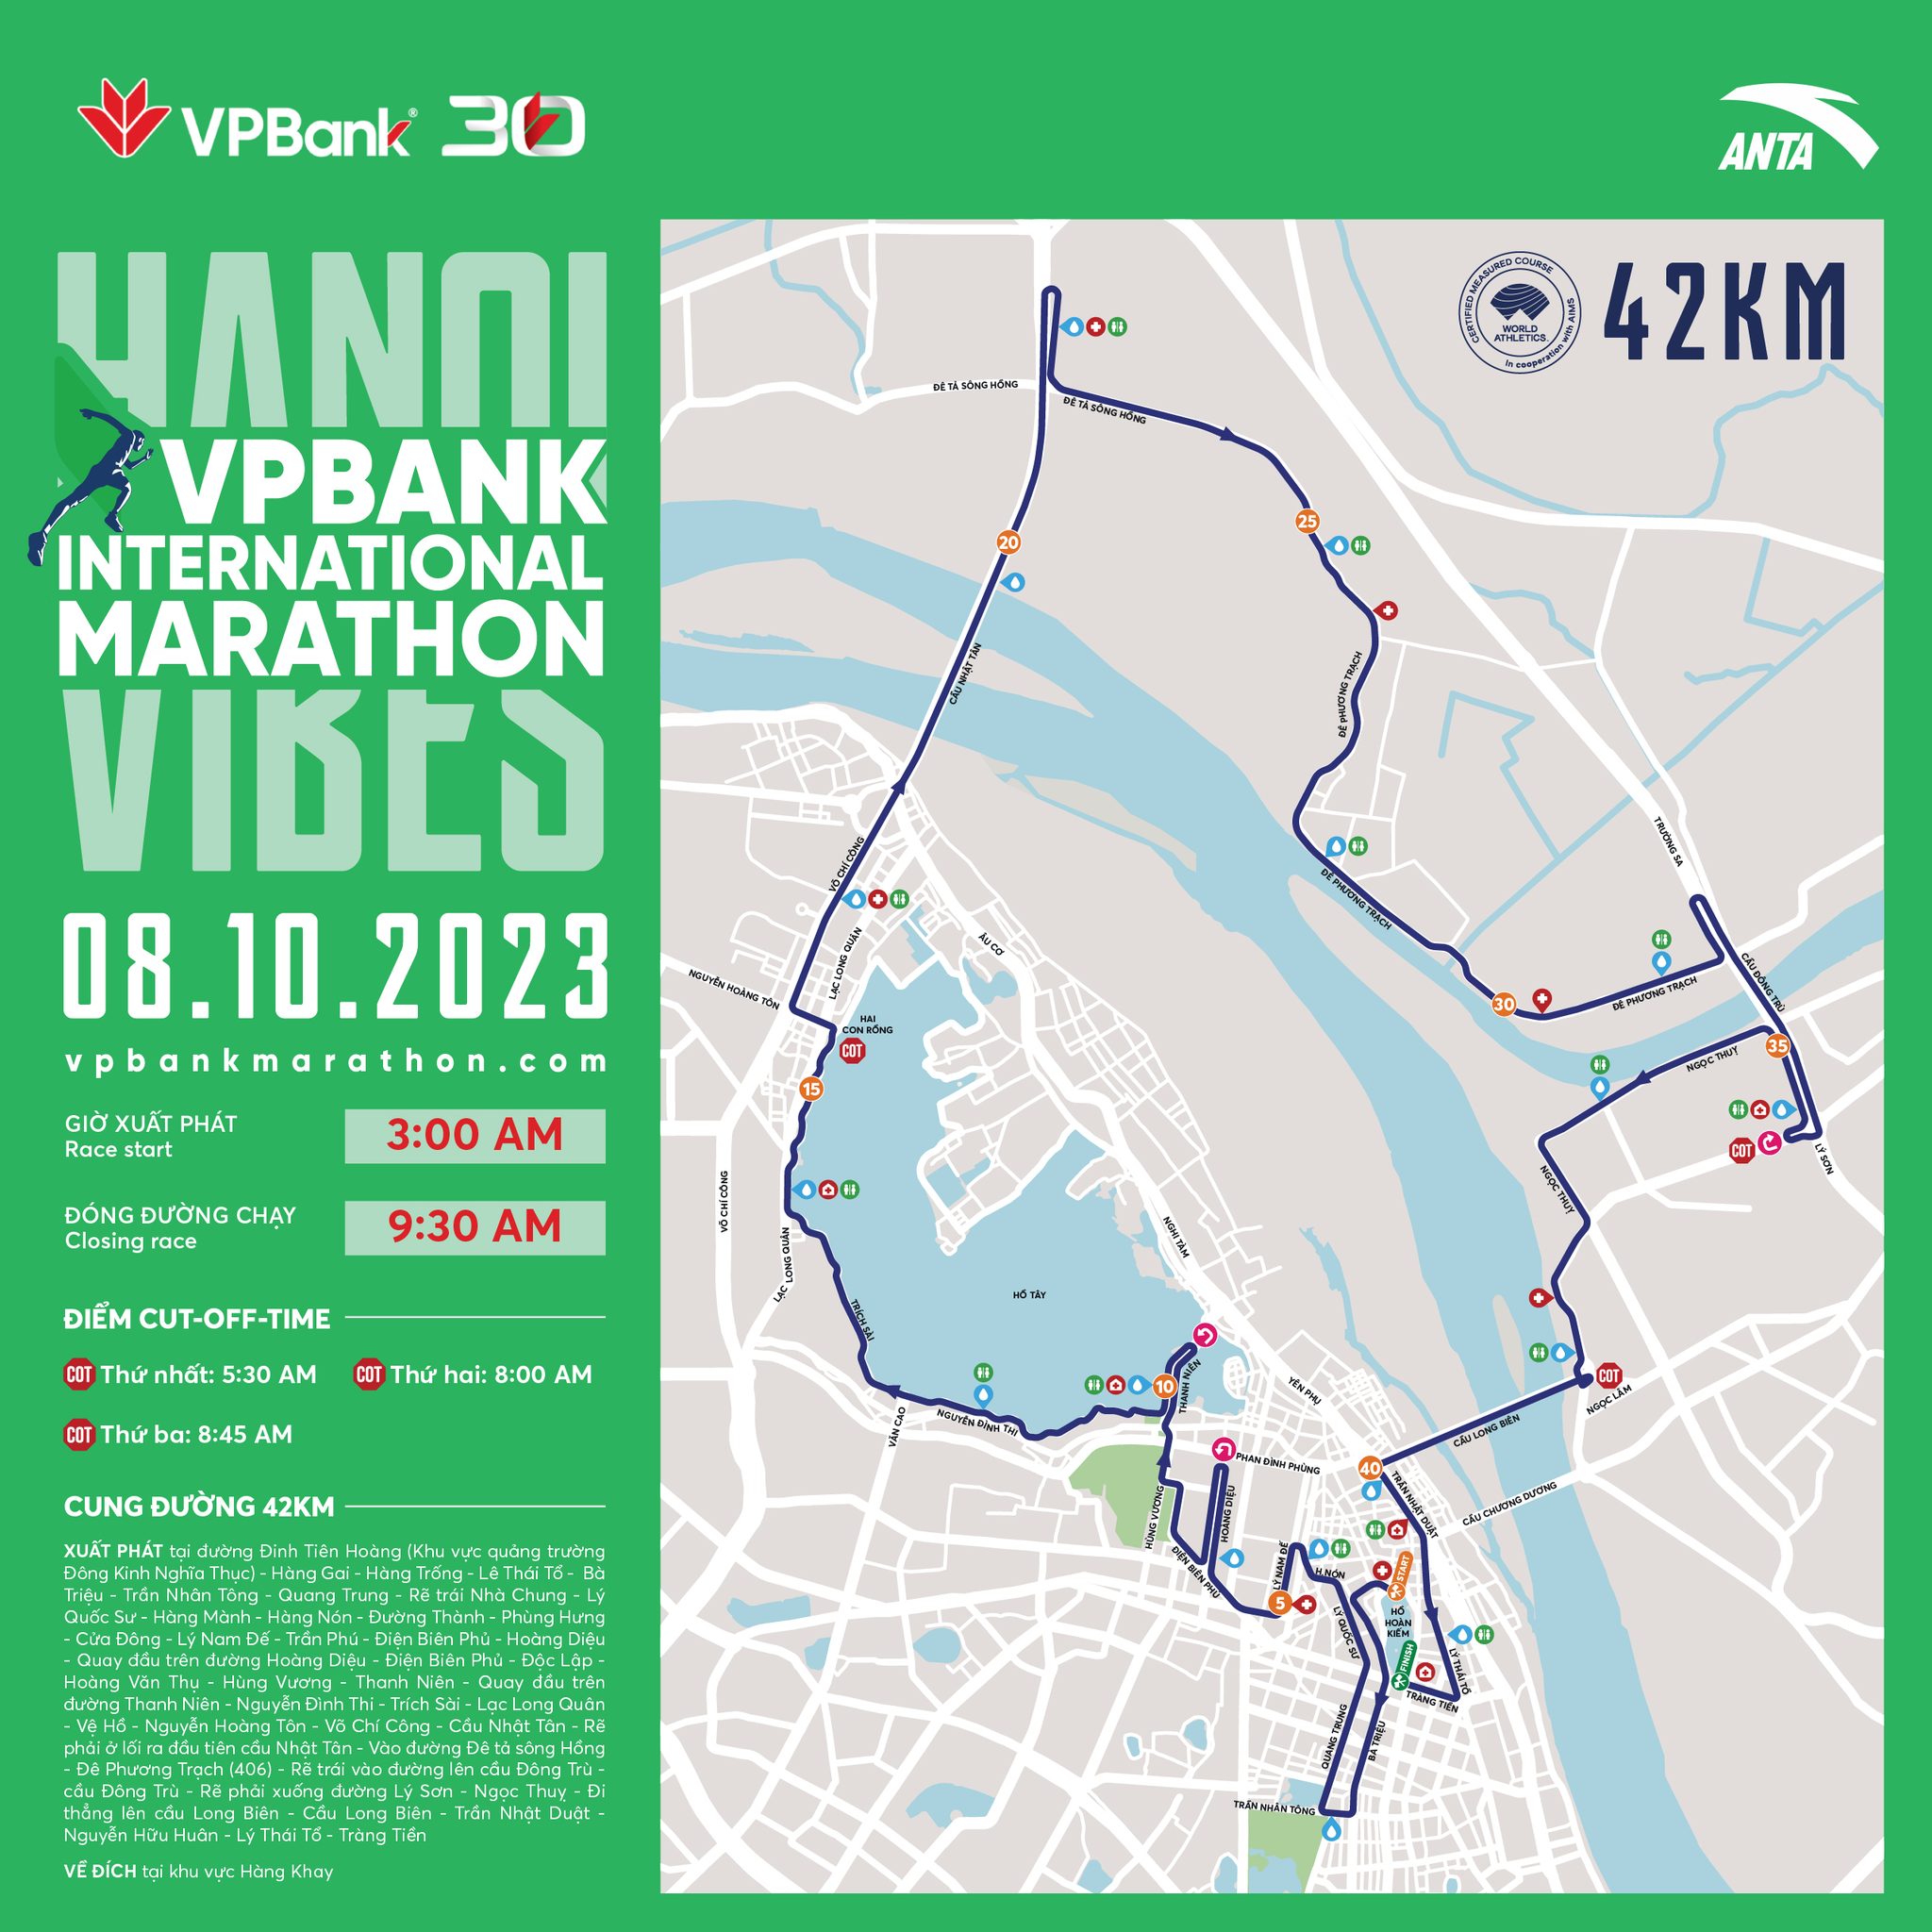 VPBank® 30
ANTA
HANOI
VPBANK
INTERNATIONAL
MARATHON
VIBES
08.10.2023
vpbankmarathon.com
GIỜ XUẤT PHÁT
Race start
3:00 AM
ĐÓNG ĐƯỜNG CHẠY
Closing race
9:30 AM
ĐIỂM CUT-OFF-TIME
COT Thứ nhất: 5:30 AM
COT Thứ hai: 8:00 AM
COT Thứ ba: 8:45 AM
CUNG ĐƯỜNG 42KM
XUẤT PHÁT tại đường Đinh Tiên Hoàng (Khu vực quảng trường
Đông Kinh Nghĩa Thục) - Hàng Gai - Hàng Trống - Lê Thái Tổ - Bà
Triệu - Trần Nhân Tông - Quang Trung - Rẽ trái Nhà Chung - Lý
Quốc Sư - Hàng Mành - Hàng Nón - Đường Thành - Phùng Hưng
- Cửa Đông - Lý Nam Đế - Trần Phú - Điện Biên Phủ - Hoàng Diệu
- Quay đầu trên đường Hoàng Diệu - Điện Biên Phủ - Độc Lập -
Hoàng Văn Thụ - Hùng Vương - Thanh Niên - Quay đầu trên
đường Thanh Niên - Nguyễn Đình Thi - Trích Sài - Lạc Long Quân
- Vệ Hồ - Nguyễn Hoàng Tôn - Võ Chí Công - Cầu Nhật Tân - Rẽ
phải ở lối ra đầu tiên cầu Nhật Tân - Vào đường Đê tả sông Hồng
- Đê Phương Trạch (406) - Rẽ trái vào đường lên cầu Đông Trù -
cầu Đông Trù - Rẽ phải xuống đường Lý Sơn - Ngọc Thuỵ - Đi
thẳng lên cầu Long Biên - Cầu Long Biên - Trần Nhật Duật -
Nguyễn Hữu Huân - Lý Thái Tổ - Tràng Tiền
VỀ ĐÍCH tại khu vực Hàng Khay
CERTIFIED MEASURED COURSE
WORLD
ATHLETICS
In cooperation with AIMS
42KM
ĐÊ TẢ SÔNG HỒNG
ĐÊ TẢ SÔNG HỒNG
25
20
CẦU NHẬT TÂN
ĐÊ PHƯƠNG TRẠCH
TRƯỜNG SA
VÕ CHÍ CÔNG
ĐÊ PHƯƠNG TRẠCH
LẠC LONG QUÂN
ÂU CƠ
NGUYỄN HOÀNG TÔN
CẦU ĐÔNG TRÙ
ĐÊ PHƯƠNG TRẠCH
30
HAI
CON RỒNG
COT
35
NGỌC THUỴ
15
COT
LÝ SƠN
NGỌC THUỴ
VÕ CHÍ CÔNG
NGHI TÀM
LẠC LONG QUÂN
HỒ TÂY
TRÍCH SÀI
10
THANH NIÊN
YÊN PHỤ
COT
NGỌC LÂM
NGUYỄN ĐÌNH THI
VĂN CAO
CẦU LONG BIÊN
PHAN ĐÌNH PHÙNG
40
TRẦN NHẬT DUẬT
CẦU CHƯƠNG DƯƠNG
HÙNG VƯƠNG
HOÀNG DIỆU
ĐIỆN BIÊN PHỦ
LÝ NAM ĐẾ
H.NÓN
START
5
LÝ QUỐC SƯ
HỒ
HOÀN
KIẾM
FINISH
LÝ THÁI TỔ
TRÀNG TIỀN
QUANG TRUNG
BÀ TRIỆU
TRẦN NHÂN TÔNG